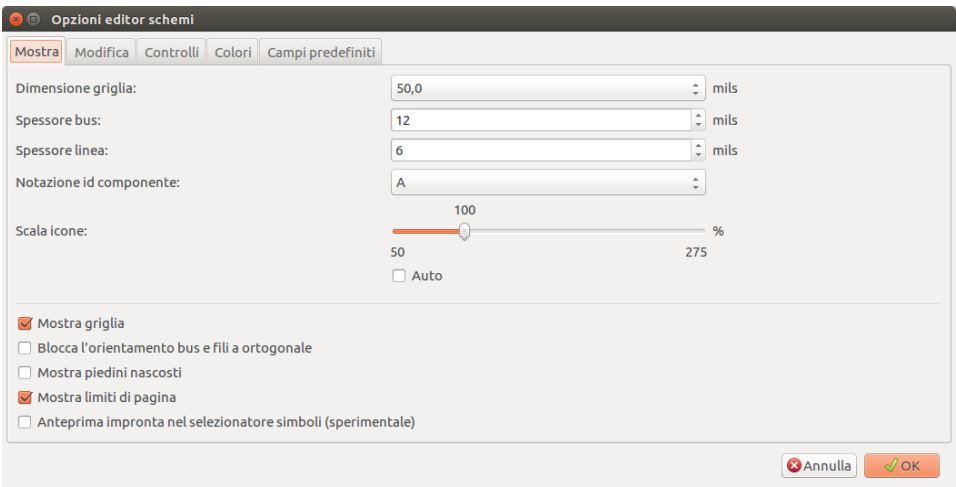 Opzioni editor schemi
Mostra Modifica Controlli Colori Campi predefiniti
Dimensione griglia: 50,0 mils
Spessore bus: 12 mils
Spessore linea: 6 mils
Notazione id componente: A
100
Scala icone: %
50 275
Auto
Mostra griglia
Blocca l'orientamento bus e fili a ortogonale
Mostra piedini nascosti
Mostra limiti di pagina
Anteprima impronta nel selezionatore simboli (sperimentale)
Annulla OK